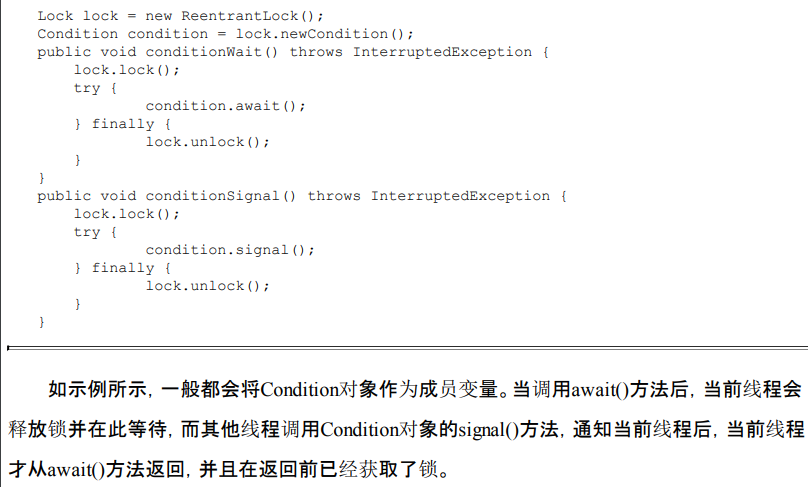 Lock lock = new ReentrantLock();
Condition condition = lock.newCondition();
public void conditionWait() throws InterruptedException {
    lock.lock();
    try {
            condition.await();
    } finally {
            lock.unlock();
    }
}
public void conditionSignal() throws InterruptedException {
    lock.lock();
    try {
            condition.signal();
    } finally {
            lock.unlock();
    }
}
如示例所示，一般都会将Condition对象作为成员变量。当调用await()方法后，当前线程会
释放锁并在此等待，而其他线程调用Condition对象的signal()方法，通知当前线程后，当前线程
才从await()方法返回，并且在返回前已经获取了锁。